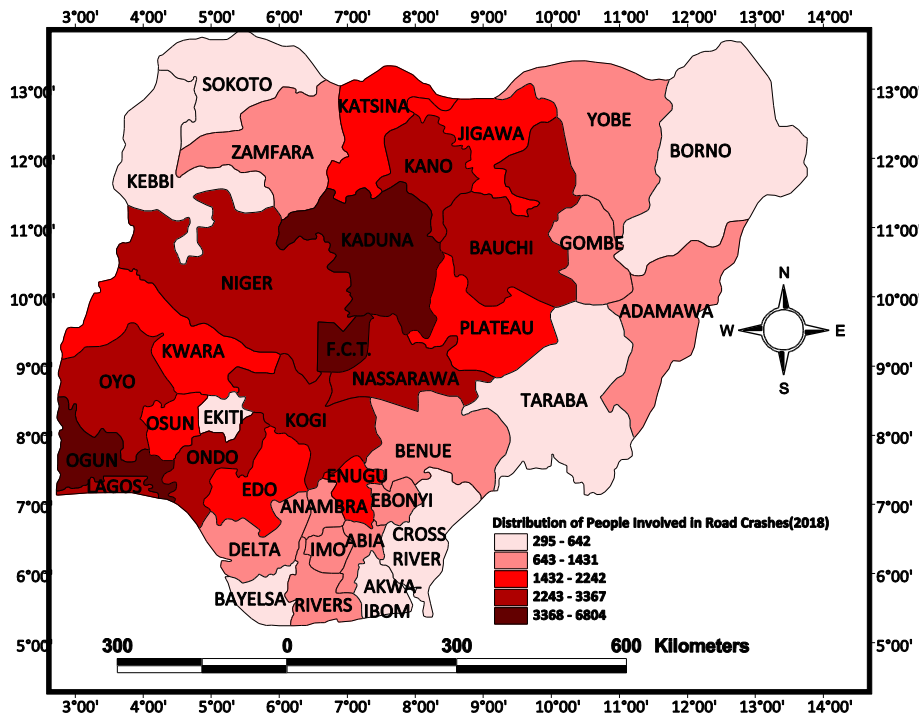 3°00' 4°00' 5°00' 6°00' 7°00' 8°00' 9°00' 10°00' 11°00' 12°00' 13°00' 14°00'
13°00' 13°00'
12°00' 12°00'
11°00' 11°00'
10°00' 10°00'
9°00' 9°00'
8°00' 8°00'
7°00' 7°00'
6°00' 6°00'
5°00' 5°00'
SOKOTO
KATSINA
JIGAWA
YOBE
BORNO
ZAMFARA
KANO
KEBBI
KADUNA
BAUCHI
GOMBE
NIGER
ADAMAWA
PLATEAU
F.C.T.
KWARA
NASSARAWA
OYO
TARABA
OSUN
EKITI
KOGI
BENUE
OGUN
ONDO
LAGOS
EDO
ENUGU
ANAMBRA
EBONYI
DELTA
IMO
ABIA
CROSS
RIVER
BAYELSA
RIVERS
AKWA-
IBOM
N
W E
S
Distribution of People Involved in Road Crashes(2018)
295 - 642
643 - 1431
1432 - 2242
2243 - 3367
3368 - 6804
300 0 300 600 Kilometers
3°00' 4°00' 5°00' 6°00' 7°00' 8°00' 9°00' 10°00' 11°00' 12°00' 13°00' 14°00'